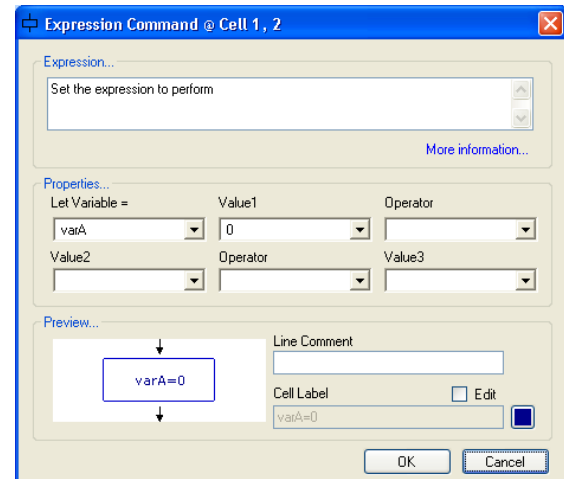 Expression Command @ Cell 1, 2
Expression...
Set the expression to perform
More information...
Properties...
Let Variable = Value1 Operator
varA 0
Value2 Operator Value3
Preview...
Line Comment
varA=0
Cell Label Edit
varA=0
OK Cancel